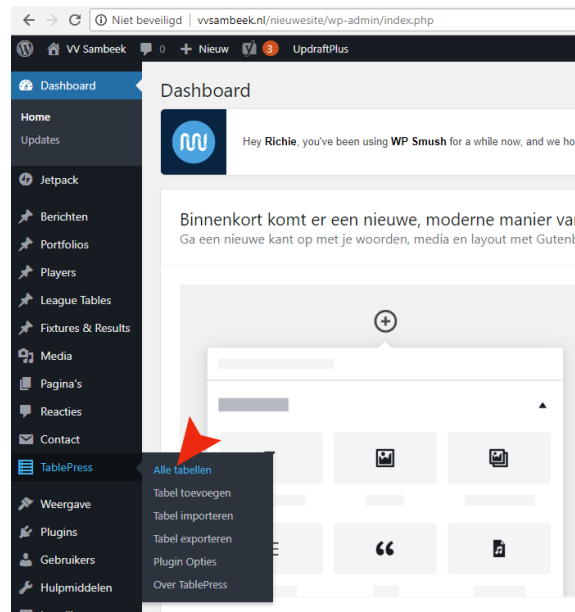 Niet beveiligd | vvsambeek.nl/nieuwesite/wp-admin/index.php
VV Sambeek 0 + Nieuw 3 UpdraftPlus
Dashboard
Home
Updates
Jetpack
Berichten
Portfolios
Players
League Tables
Fixtures & Results
Media
Pagina's
Reacties
Contact
TablePress
Weergave
Plugins
Gebruikers
Hulpmiddelen
Alle tabellen
Tabel toevoegen
Tabel importeren
Tabel exporteren
Plugin Opties
Over TablePress
Dashboard
Hey Richie, you've been using WP Smush for a while now, and we ho
Binnenkort komt er een nieuwe, moderne manier va
Ga een nieuwe kant op met je woorden, media en layout met Gutenb